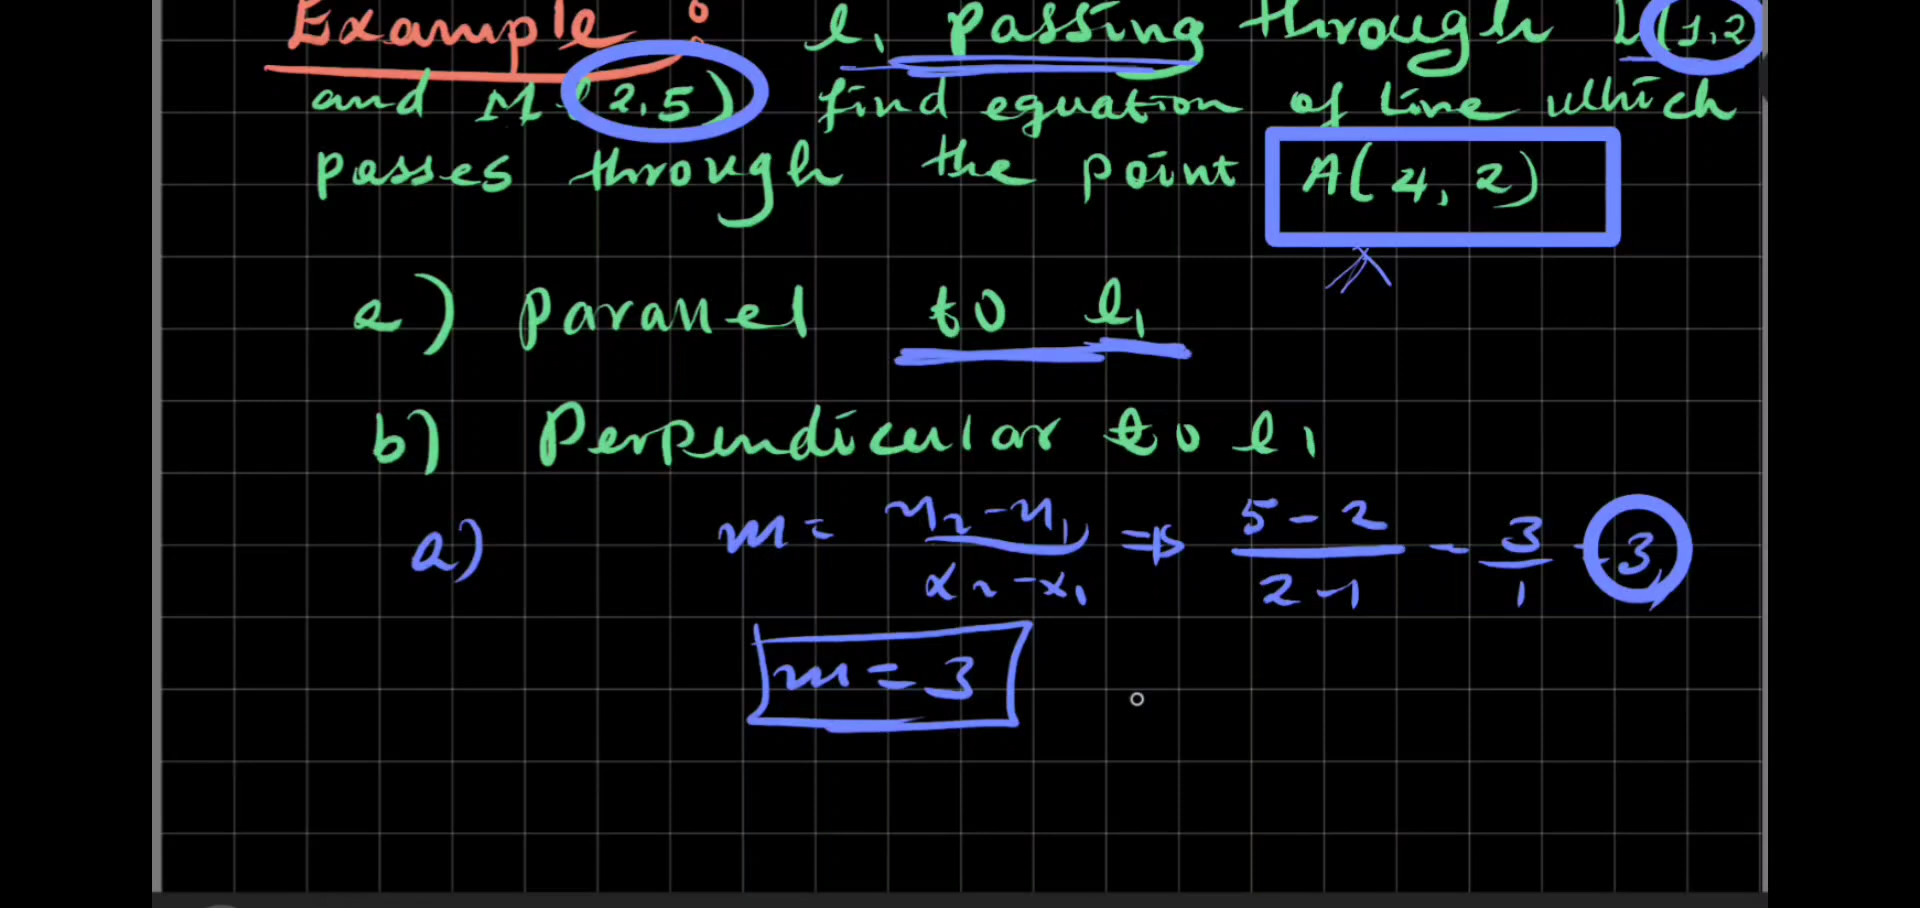 Example : l₁ passing through L(1,2
and M (2,5) find equation of Line which
passes through the point A(4, 2)
a) Parallel to l₁
b) Perpendicular to l₁
a) m = y₂-y₁/x₂-x₁ ⇒ 5-2/2-1 = 3/1 = 3
m = 3